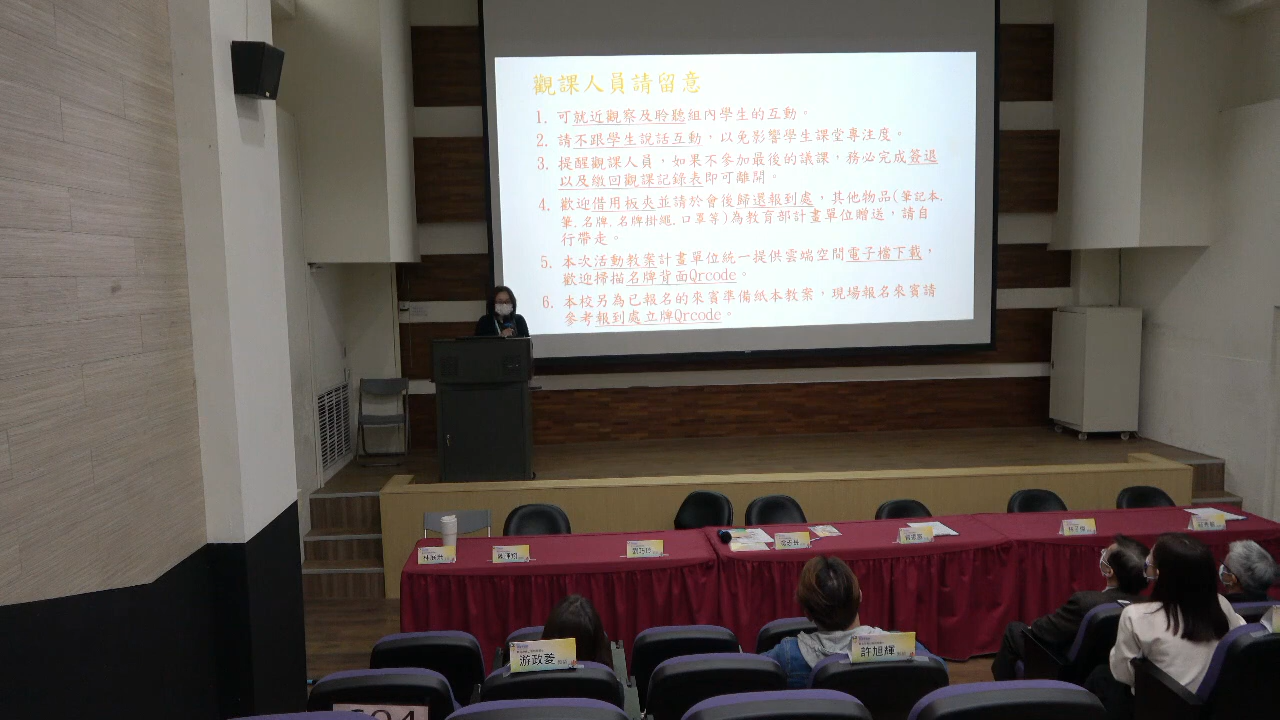 觀課人員請留意
1. 可就近觀察及聆聽組內學生的互動。
2. 請不跟學生說話互動，以免影響學生課堂專注度。
3. 提醒觀課人員，如果不參加最後的議課，務必完成簽退
以及繳回觀課記錄表即可離開。
4. 歡迎借用板夾並請於會後歸還報到處，其他物品(筆記本、
筆、名牌、名牌掛繩、口罩等)為教育部計畫單位贈送，請自
行帶走。
5. 本次活動教案計畫單位統一提供雲端空間電子檔下載，
歡迎掃描名牌背面Qrcode。
6. 本校另為已報名的來賓準備紙本教案，現場報名來賓請
參考報到處立牌Qrcode。
游政菱
許旭輝